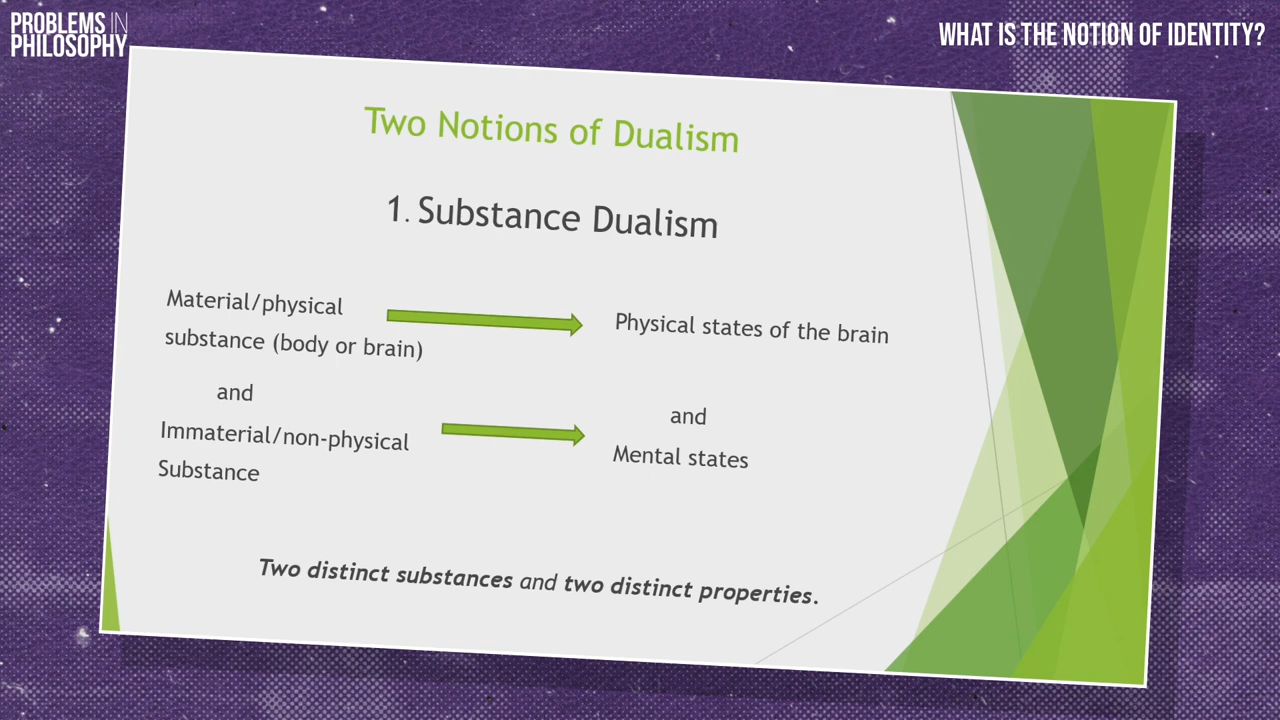 PROBLEMS IN
PHILOSOPHY
WHAT IS THE NOTION OF IDENTITY?
Two Notions of Dualism
1. Substance Dualism
Material/physical
substance (body or brain)
and
Immaterial/non-physical
Substance
Physical states of the brain
and
Mental states
Two distinct substances and two distinct properties.